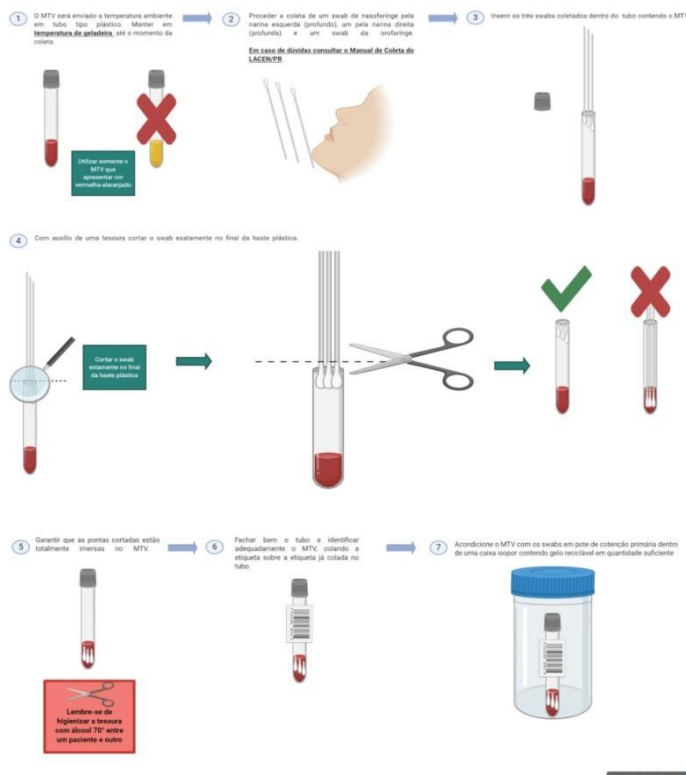 1
O MTV será enviado a temperatura ambiente
em tubo tipo plástico. Manter em
temperatura de geladeira até o momento da
coleta.
Utilizar somente o
MTV que
apresentar cor
vermelha-alaranjado
2
Proceder a coleta de um swab de nasofaringe pela
narina esquerda (profundo), um pela narina direita
(profunda) e um swab da orofaringe.
Em caso de dúvidas consultar o Manual de Coleta do
LACEN/PR
3
Inserir os três swabs coletados dentro do tubo contendo o MTV
4
Com auxílio de uma tesoura cortar o swab exatamente no final da haste plástica.
Cortar o swab
extamente no final
da haste plástica
5
Garantir que as pontas cortadas estão
totalmente imersas no MTV.
Lembre-se de
higienizar a tesoura
com álcool 70° entre
um paciente e outro
6
Fechar bem o tubo e identificar
adequadamente o MTV, colando a
etiqueta sobre a etiqueta já colada no
tubo.
7
Acondicione o MTV com os swabs em pote de cotenção primária dentro
de uma caixa isopor contendo gelo reciclável em quantidade suficiente